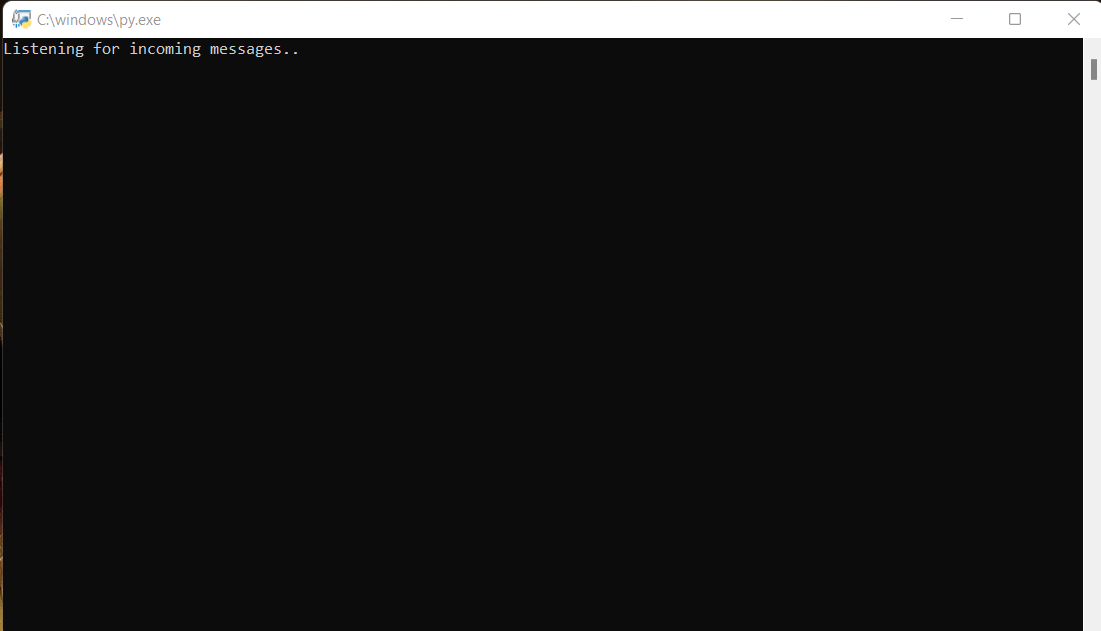 C:\windows\py.exe
Listening for incoming messages..